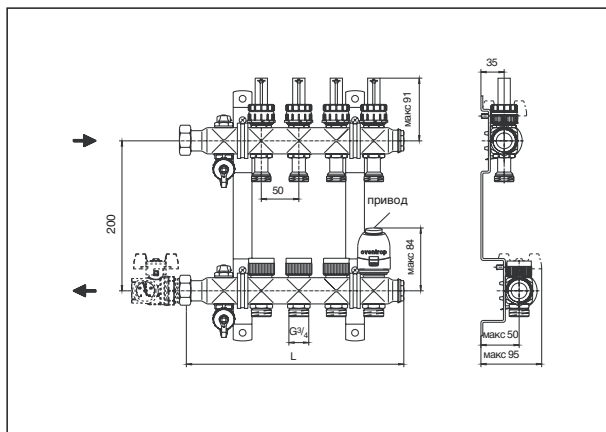 35
макс 91
50
200
привод
макс 84
oventrop
G3/4
L
макс 50
макс 95